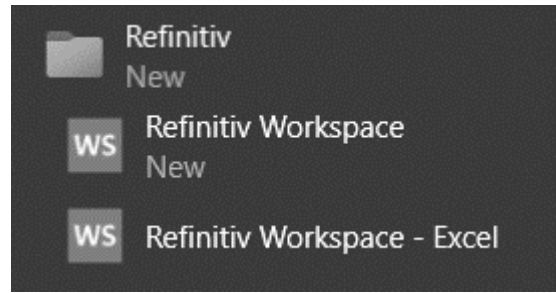 Refinitiv
New
WS Refinitiv Workspace
New
WS Refinitiv Workspace - Excel